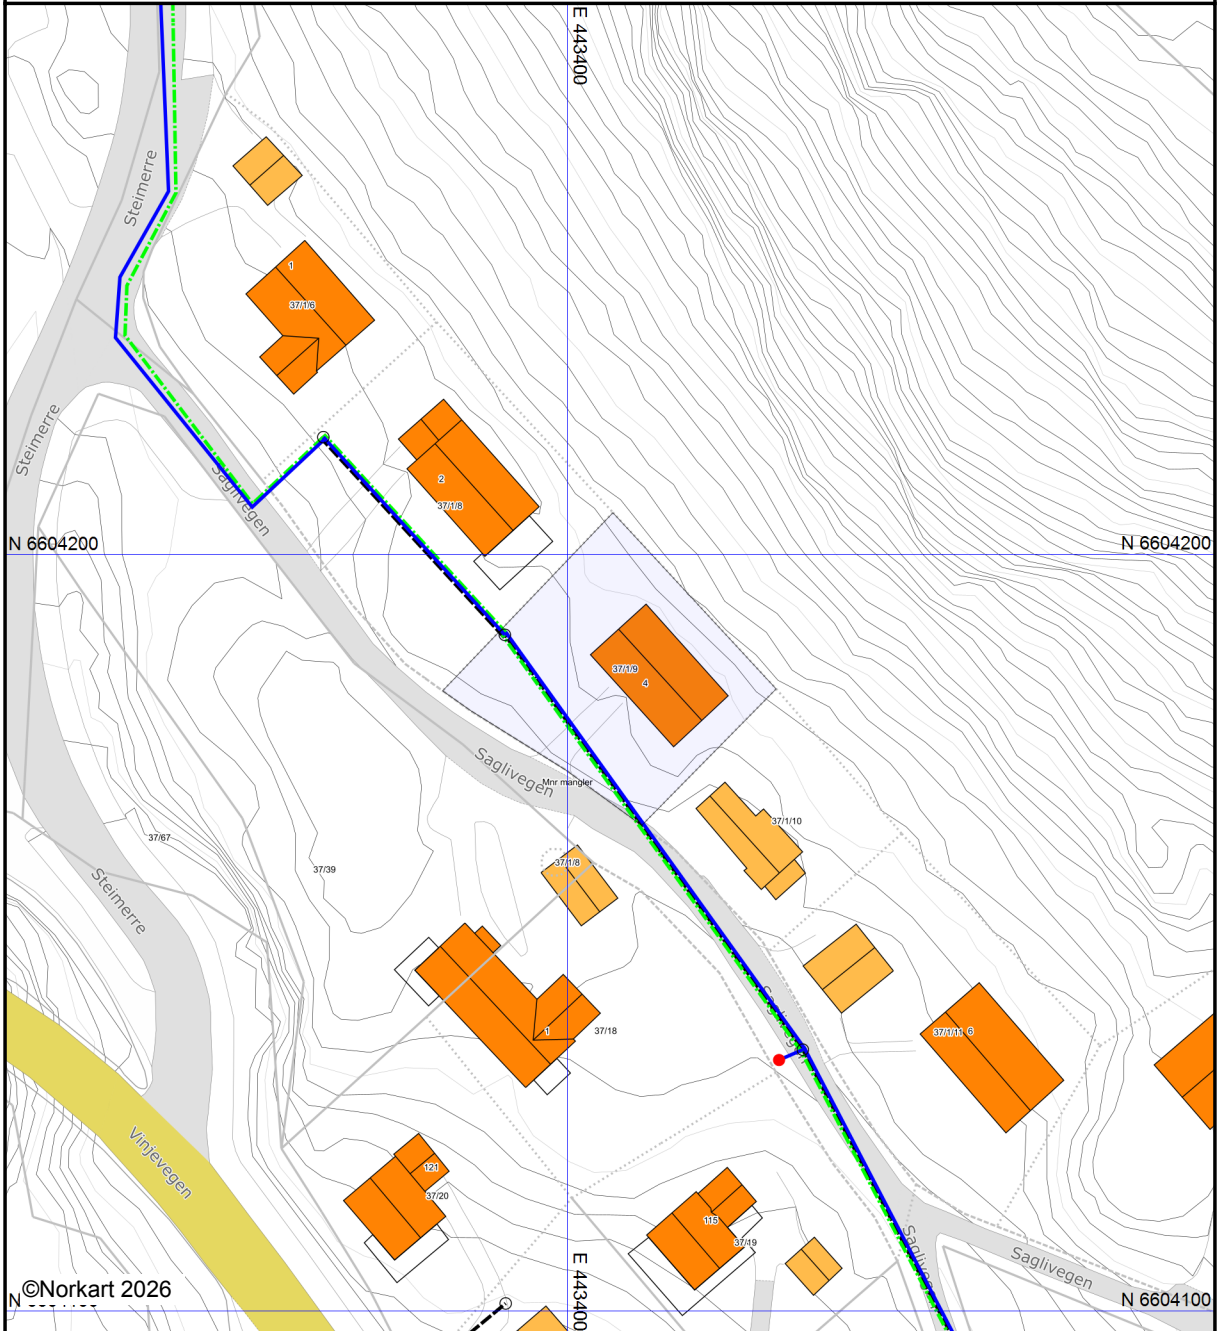 E 443400
Steimerre
1
37/1/6
Steimerre
2
37/1/8
Saglivegen
N 6604200
N 6604200
37/1/9
4
Saglivegen
Mnr mangler
37/1/10
37/67
37/1/8
37/39
Steimerre
Saglivegen
1
37/18
37/1/11
6
Vinjevegen
121
37/20
115
37/19
Saglivegen
Saglivegen
E 443400
©Norkart 2026
N 6604100